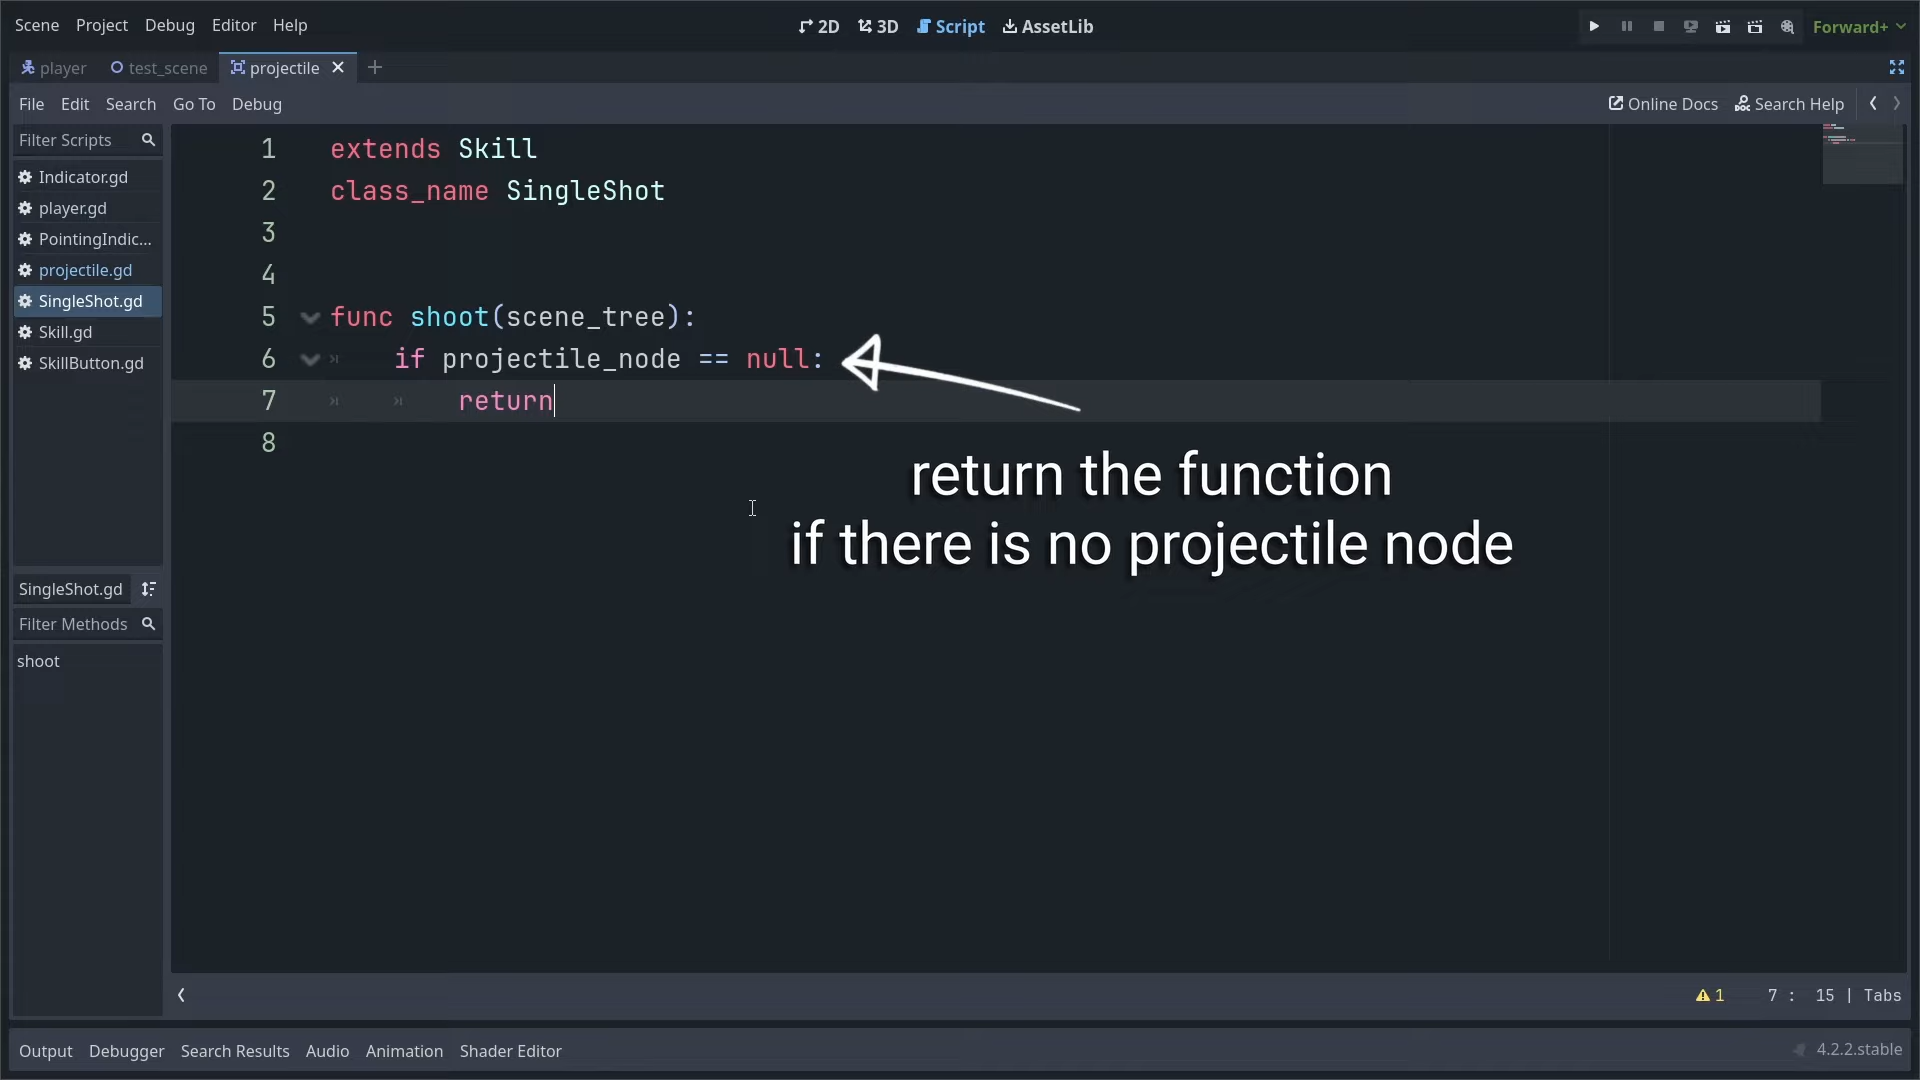 Scene Project Debug Editor Help
2D 3D Script AssetLib
Forward+
player test_scene projectile
File Edit Search Go To Debug
Online Docs Search Help
Filter Scripts
Indicator.gd
player.gd
PointingIndic...
projectile.gd
SingleShot.gd
Skill.gd
SkillButton.gd
SingleShot.gd
Filter Methods
shoot
1 extends Skill
2 class_name SingleShot
3
4
5 func shoot(scene_tree):
6 if projectile_node == null:
7 return
8
return the function
if there is no projectile node
1 7 : 15 | Tabs
Output Debugger Search Results Audio Animation Shader Editor
4.2.2.stable